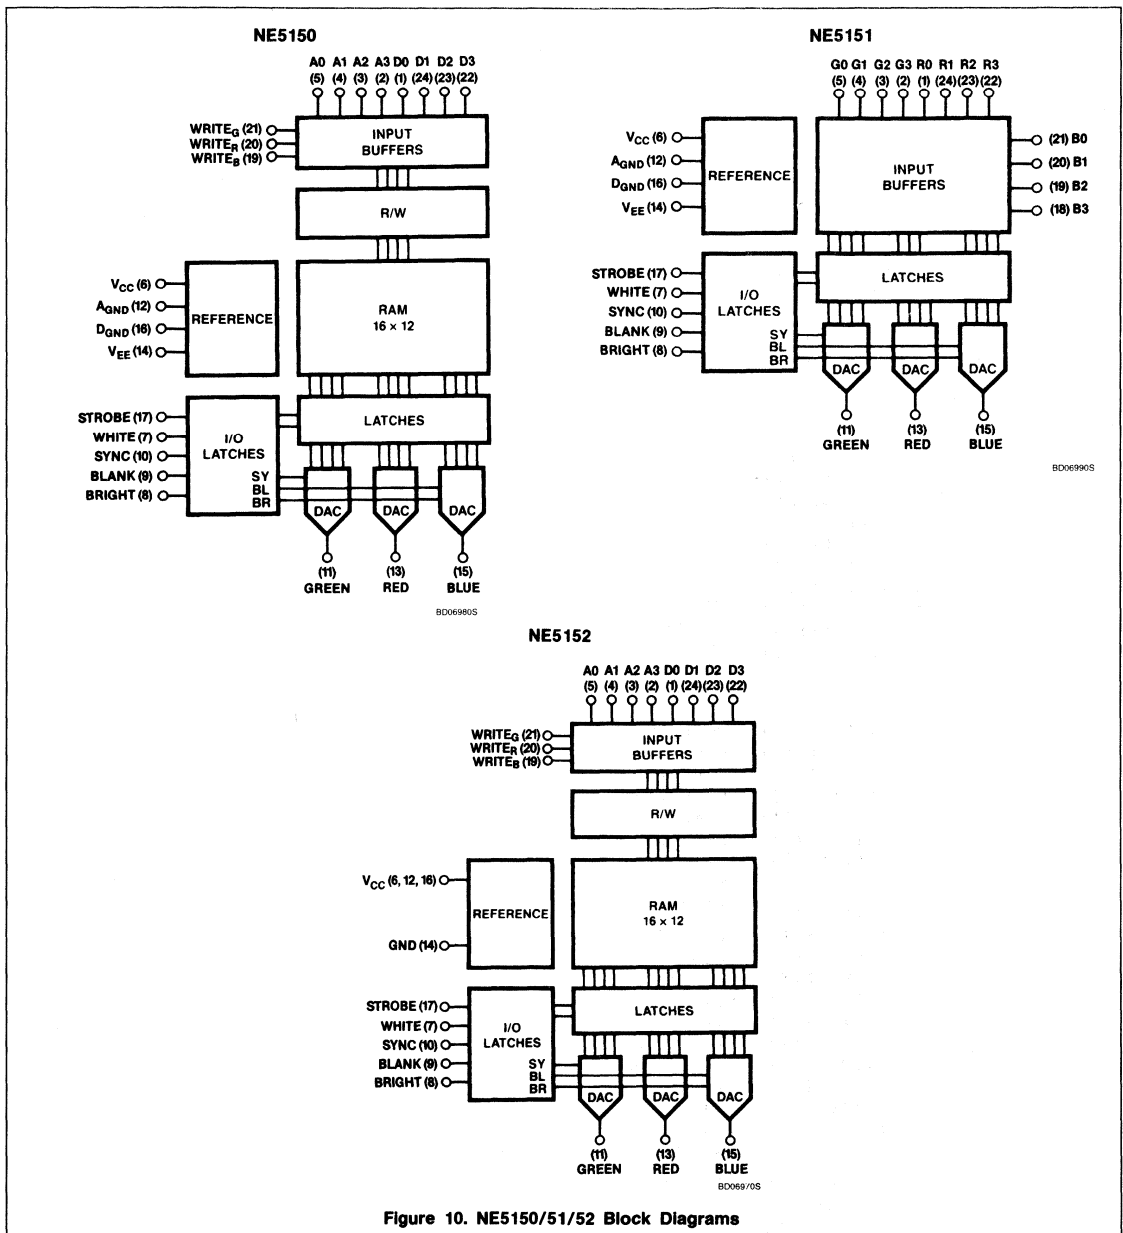 NE5150
A0 A1 A2 A3 D0 D1 D2 D3
(5) (4) (3) (2) (1) (24) (23) (22)
WRITEG (21)
WRITER (20)
WRITEB (19)
INPUT
BUFFERS
R/W
RAM
16 × 12
VCC (6)
AGND (12)
DGND (16)
VEE (14)
REFERENCE
STROBE (17)
WHITE (7)
SYNC (10)
BLANK (9)
BRIGHT (8)
I/O
LATCHES
SY
BL
BR
LATCHES
DAC DAC DAC
(11) (13) (15)
GREEN RED BLUE
BD06980S
NE5151
G0 G1 G2 G3 R0 R1 R2 R3
(5) (4) (3) (2) (1) (24) (23) (22)
VCC (6)
AGND (12)
DGND (16)
VEE (14)
REFERENCE
INPUT
BUFFERS
(21) B0
(20) B1
(19) B2
(18) B3
STROBE (17)
WHITE (7)
SYNC (10)
BLANK (9)
BRIGHT (8)
I/O
LATCHES
SY
BL
BR
LATCHES
DAC DAC DAC
(11) (13) (15)
GREEN RED BLUE
BD06990S
NE5152
A0 A1 A2 A3 D0 D1 D2 D3
(5) (4) (3) (2) (1) (24) (23) (22)
WRITEG (21)
WRITER (20)
WRITEB (19)
INPUT
BUFFERS
R/W
RAM
16 × 12
VCC (6, 12, 16)
GND (14)
REFERENCE
STROBE (17)
WHITE (7)
SYNC (10)
BLANK (9)
BRIGHT (8)
I/O
LATCHES
SY
BL
BR
LATCHES
DAC DAC DAC
(11) (13) (15)
GREEN RED BLUE
BD06970S
Figure 10. NE5150/51/52 Block Diagrams